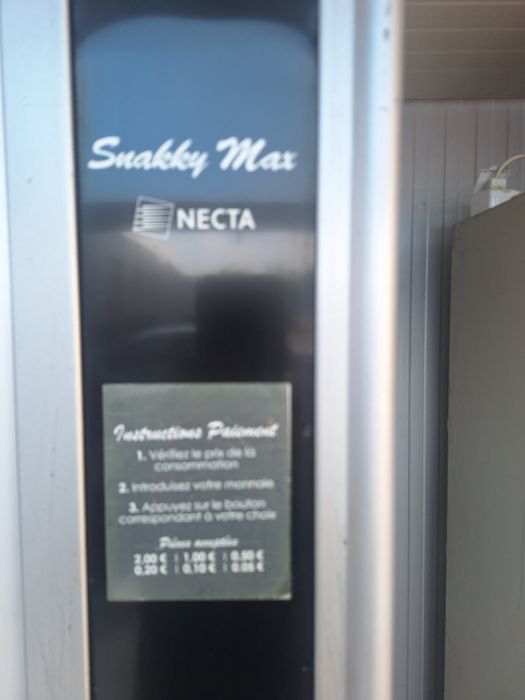 Snakky Max
NECTA
Instructions Paiement
1. Vérifiez le prix de la
consommation
2. Introduisez votre monnaie
3. Appuyez sur le bouton
correspondant à votre choix
Pièces acceptées
2.00 € | 1.00 € | 0.50 €
0.20 € | 0.10 € | 0.05 €